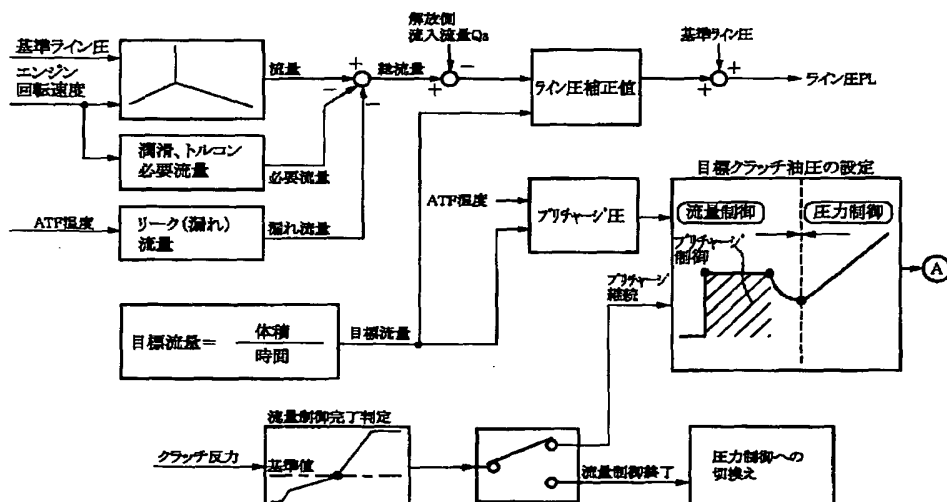 解放側
流入流量Qa
基準ライン圧
基準ライン圧
エンジン
回転速度
流量
総流量
ライン圧補正値
ライン圧PL
潤滑、トルコン
必要流量
必要流量
目標クラッチ油圧の設定
ATF温度
リーク(漏れ)
流量
漏れ流量
ATF温度
プリチャージ圧
流量制御
圧力制御
プリチャージ
制御
A
プリチャージ
継続
目標流量=
体積
時間
目標流量
流量制御完了判定
クラッチ反力
基準値
流量制御終了
圧力制御への
切換え